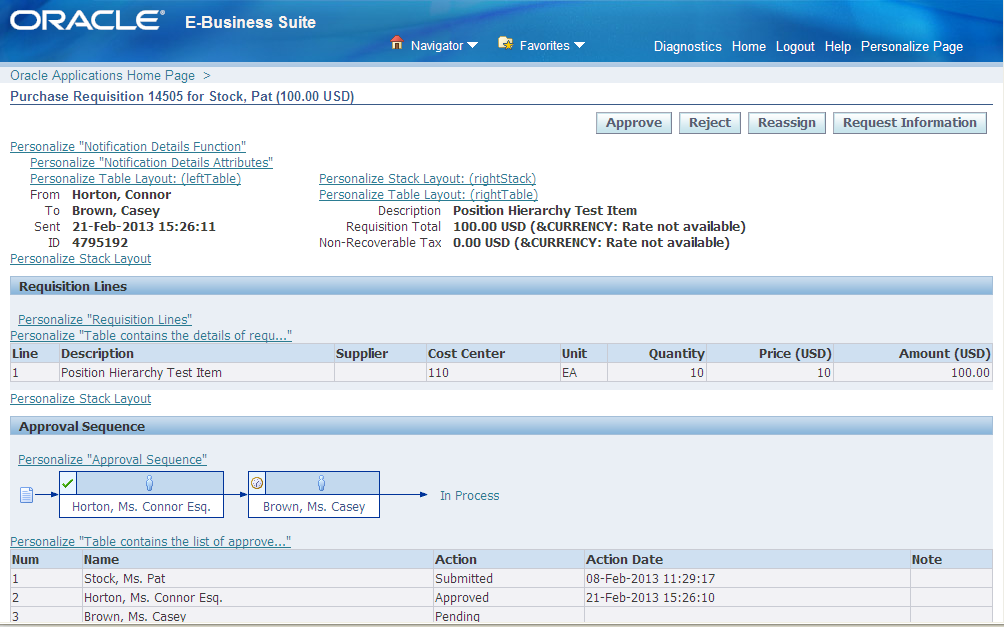 ORACLE® E-Business Suite
Navigator Favorites Diagnostics Home Logout Help Personalize Page
Oracle Applications Home Page >
Purchase Requisition 14505 for Stock, Pat (100.00 USD)
Approve Reject Reassign Request Information
Personalize "Notification Details Function"
Personalize "Notification Details Attributes"
Personalize Table Layout: (leftTable)
From Horton, Connor
To Brown, Casey
Sent 21-Feb-2013 15:26:11
ID 4795192
Personalize Stack Layout: (rightStack)
Personalize Table Layout: (rightTable)
Description Position Hierarchy Test Item
Requisition Total 100.00 USD (&CURRENCY: Rate not available)
Non-Recoverable Tax 0.00 USD (&CURRENCY: Rate not available)
Personalize Stack Layout
Requisition Lines
Personalize "Requisition Lines"
Personalize "Table contains the details of requ..."
Line Description Supplier Cost Center Unit Quantity Price (USD) Amount (USD)
1 Position Hierarchy Test Item 110 EA 10 10 100.00
Personalize Stack Layout
Approval Sequence
Personalize "Approval Sequence"
Horton, Ms. Connor Esq. Brown, Ms. Casey In Process
Personalize "Table contains the list of approve..."
Num Name Action Action Date Note
1 Stock, Ms. Pat Submitted 08-Feb-2013 11:29:17
2 Horton, Ms. Connor Esq. Approved 21-Feb-2013 15:26:10
3 Brown, Ms. Casey Pending